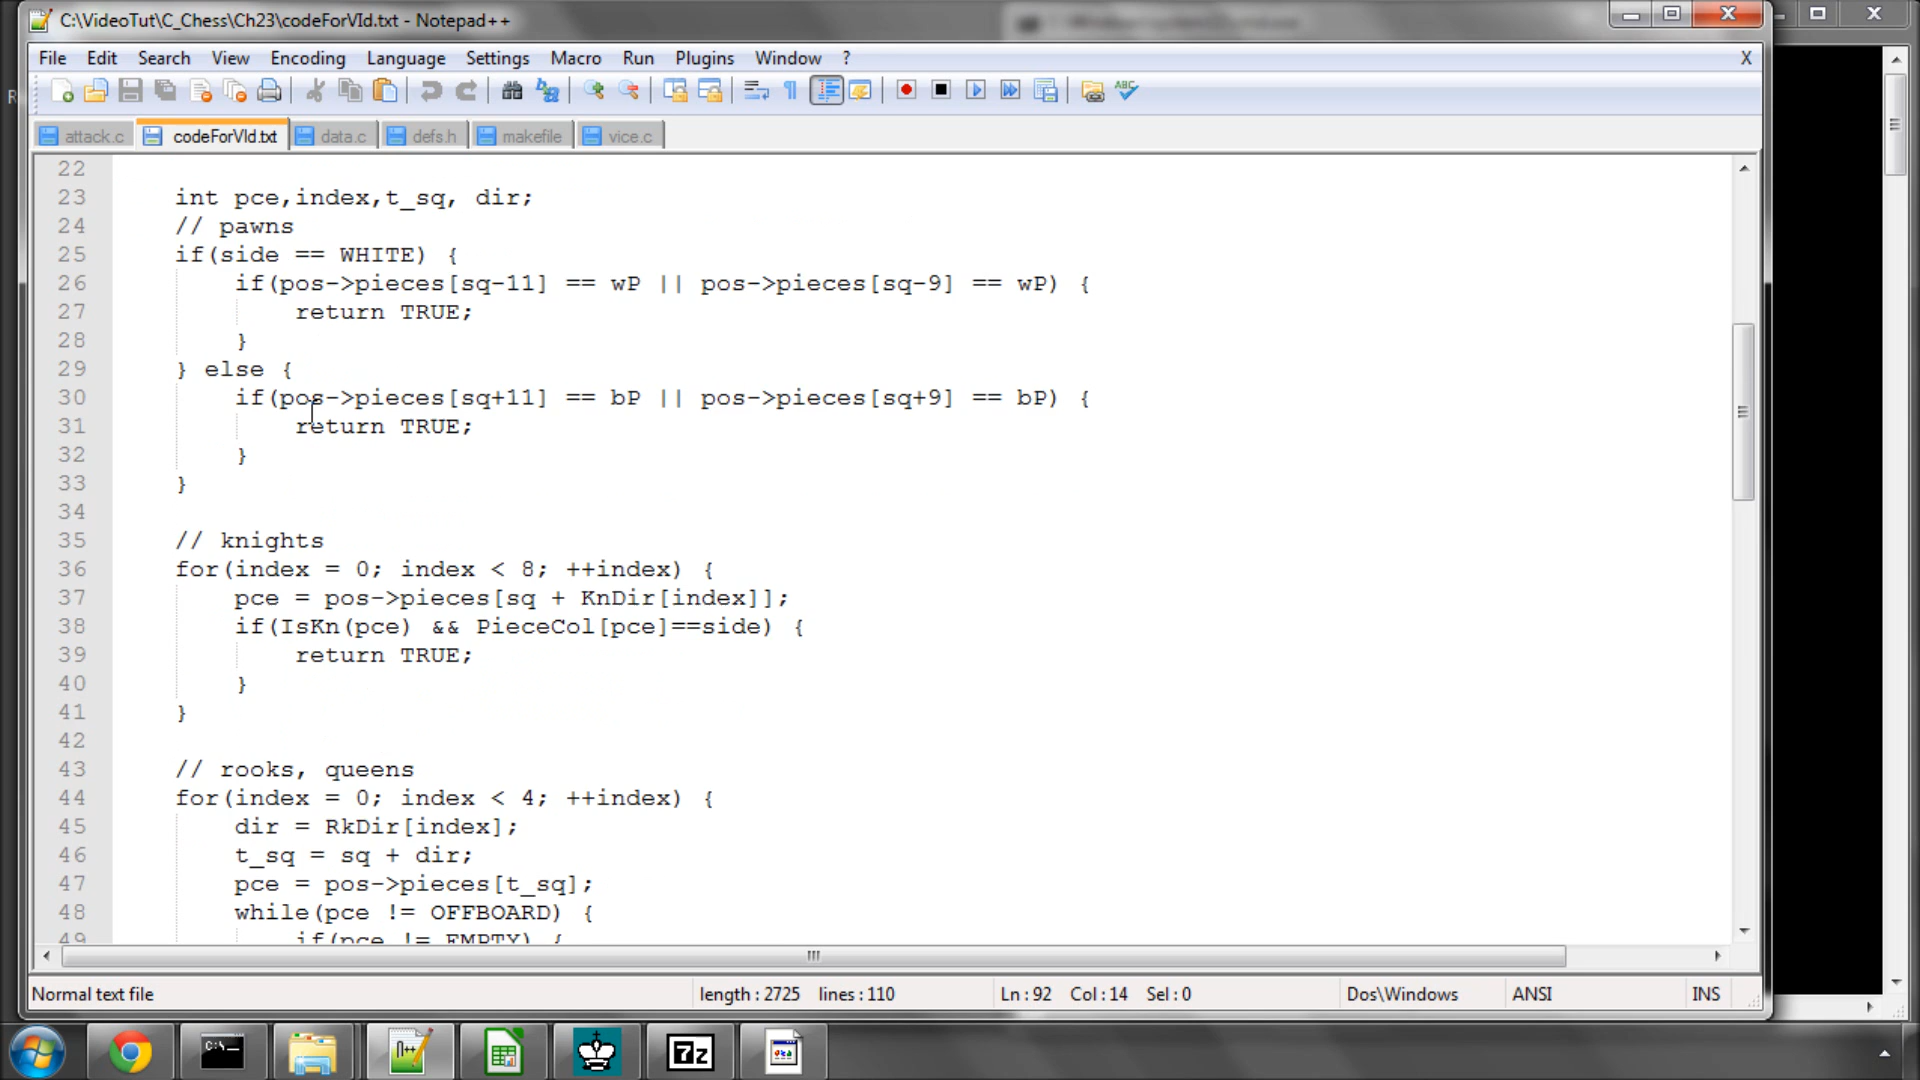 C:\VideoTut\C_Chess\Ch23\codeForVId.txt - Notepad++
File Edit Search View Encoding Language Settings Macro Run Plugins Window ? X
attack.c codeForVId.txt data.c defs.h makefile vice.c
22
23 int pce,index,t_sq, dir;
24 // pawns
25 if(side == WHITE) {
26 if(pos->pieces[sq-11] == wP || pos->pieces[sq-9] == wP) {
27 return TRUE;
28 }
29 } else {
30 if(pos->pieces[sq+11] == bP || pos->pieces[sq+9] == bP) {
31 return TRUE;
32 }
33 }
34
35 // knights
36 for(index = 0; index < 8; ++index) {
37 pce = pos->pieces[sq + KnDir[index]];
38 if(IsKn(pce) && PieceCol[pce]==side) {
39 return TRUE;
40 }
41 }
42
43 // rooks, queens
44 for(index = 0; index < 4; ++index) {
45 dir = RkDir[index];
46 t_sq = sq + dir;
47 pce = pos->pieces[t_sq];
48 while(pce != OFFBOARD) {
49 if(pce != EMPTY) {
Normal text file length : 2725 lines : 110 Ln : 92 Col : 14 Sel : 0 Dos\Windows ANSI INS
C:\_ n++ 7z